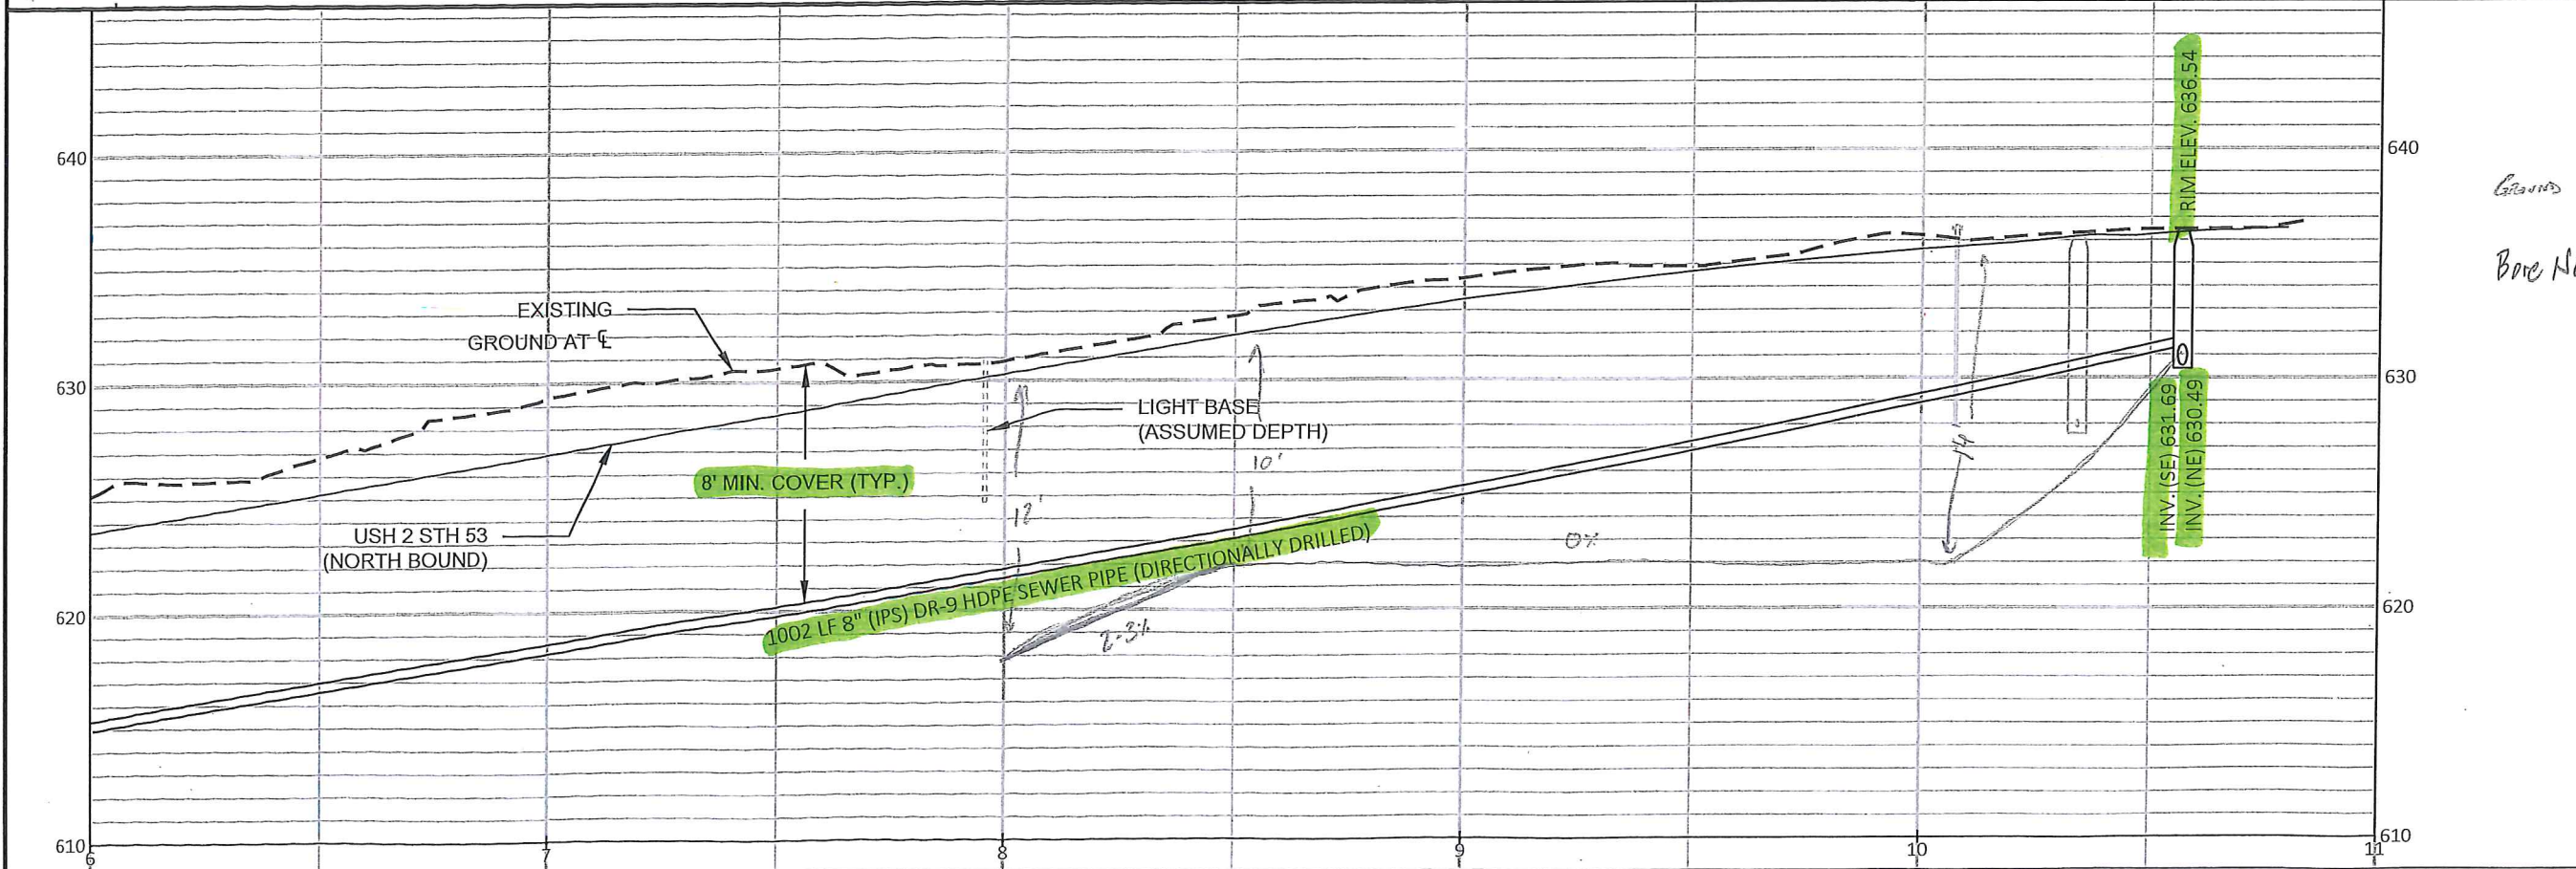 RIM ELEV. 636.54
640
640
EXISTING
GROUND AT ℄
630
630
LIGHT BASE
(ASSUMED DEPTH)
10'
14'
8' MIN. COVER (TYP.)
12'
USH 2 STH 53
(NORTH BOUND)
INV. (SE) 631.69
INV. (NE) 630.49
0%
1002 LF 8" (IPS) DR-9 HDPE SEWER PIPE (DIRECTIONALLY DRILLED)
2-3%
620
620
610
610
6
7
8
9
10
11
Ground
Bore